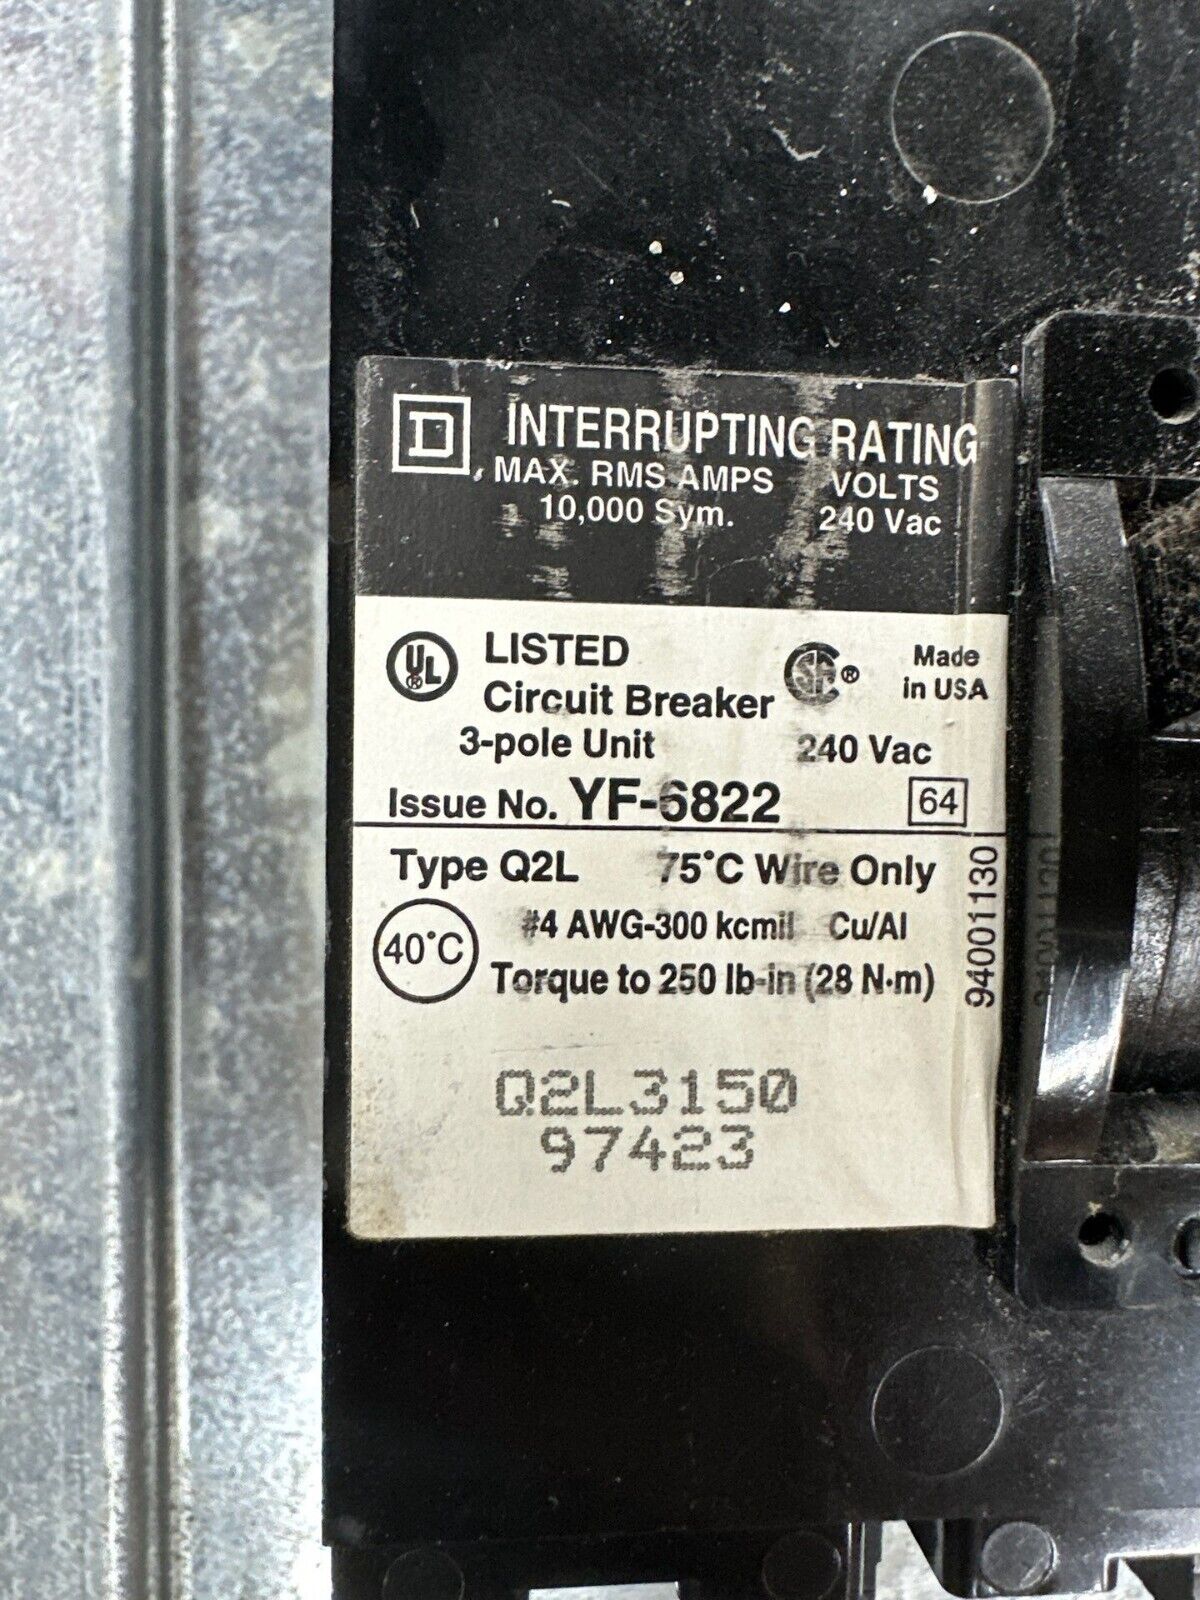 D INTERRUPTING RATING
MAX. RMS AMPS VOLTS
10,000 Sym. 240 Vac
UL® LISTED
Circuit Breaker
SA® Made
in USA
3-pole Unit 240 Vac
Issue No. YF-6822 64
Type Q2L 75°C Wire Only
40°C #4 AWG-300 kcmil Cu/Al
Torque to 250 lb-in (28 N·m)
94001130
Q2L3150
97423